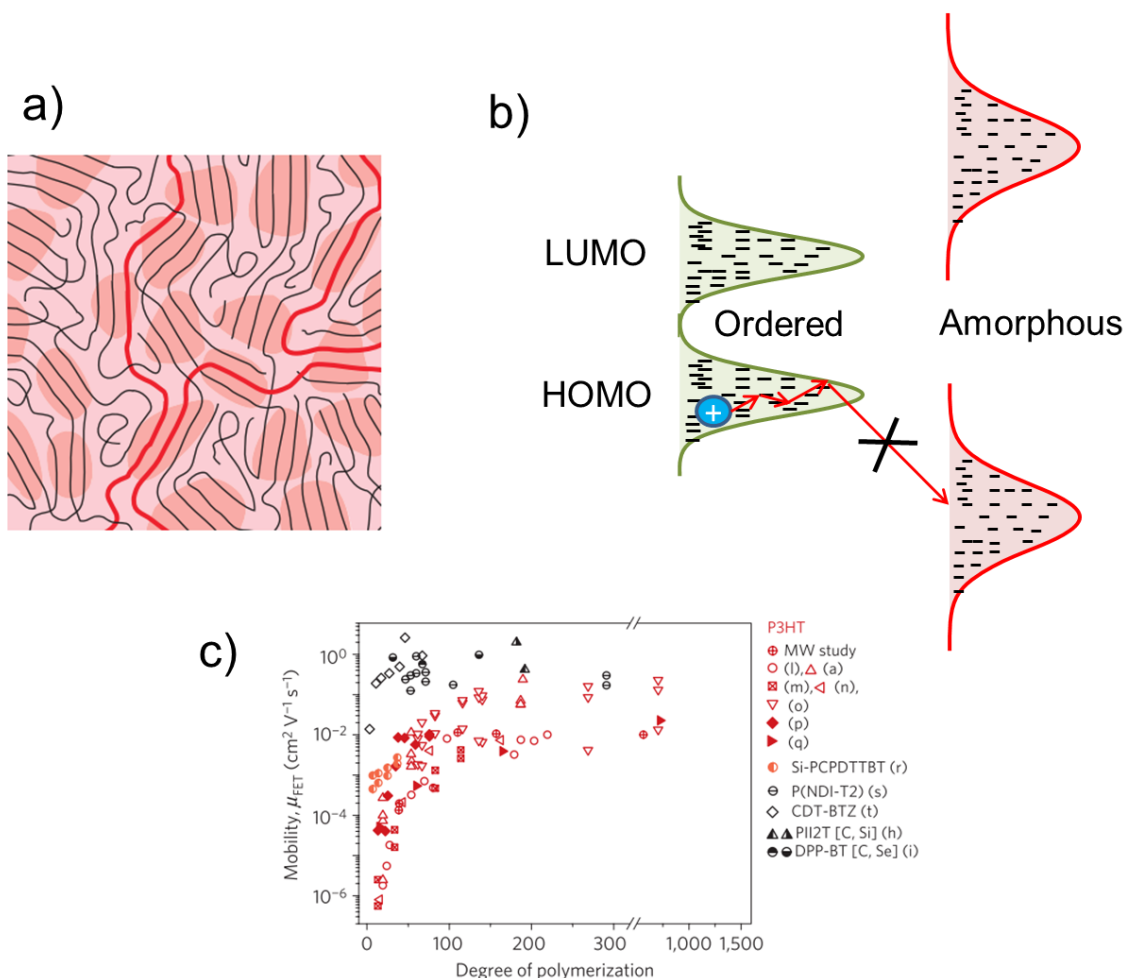 a)
b)
LUMO
Ordered
Amorphous
HOMO
+
c)
Mobility, μFET (cm² V⁻¹ s⁻¹)
10⁰
10⁻²
10⁻⁴
10⁻⁶
0
100
200
300
1,000
1,500
Degree of polymerization
P3HT
MW study
(l), (a)
(m), (n),
(o)
(p)
(q)
Si-PCPDTTBT (r)
P(NDI-T2) (s)
CDT-BTZ (t)
PII2T [C, Si] (h)
DPP-BT [C, Se] (i)